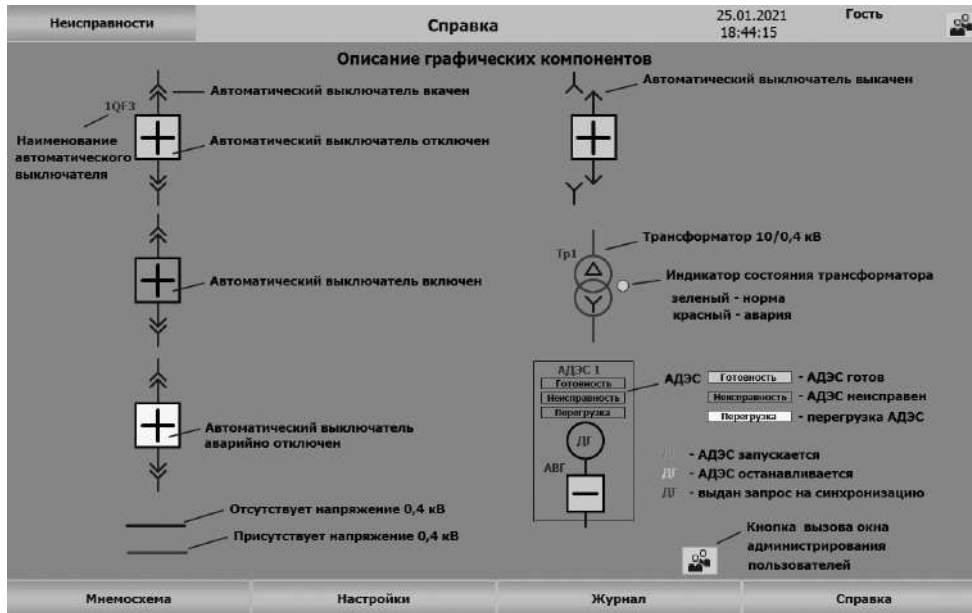 Неисправности
Справка
25.01.2021
18:44:15
Гость
Описание графических компонентов
Автоматический выключатель вкачен
1QF3
Наименование
автоматического
выключателя
Автоматический выключатель отключен
Автоматический выключатель включен
Автоматический выключатель
аварийно отключен
Отсутствует напряжение 0,4 кВ
Присутствует напряжение 0,4 кВ
Автоматический выключатель выкачен
Трансформатор 10/0,4 кВ
Тр1
Индикатор состояния трансформатора
зеленый - норма
красный - авария
АДЭС 1
Готовность
Неисправность
Перегрузка
ДГ
АВГ
АДЭС
Готовность - АДЭС готов
Неисправность - АДЭС неисправен
Перегрузка - перегрузка АДЭС
ДГ - АДЭС запускается
ДГ - АДЭС останавливается
ДГ - выдан запрос на синхронизацию
Кнопка вызова окна
администрирования
пользователей
Мнемосхема
Настройки
Журнал
Справка